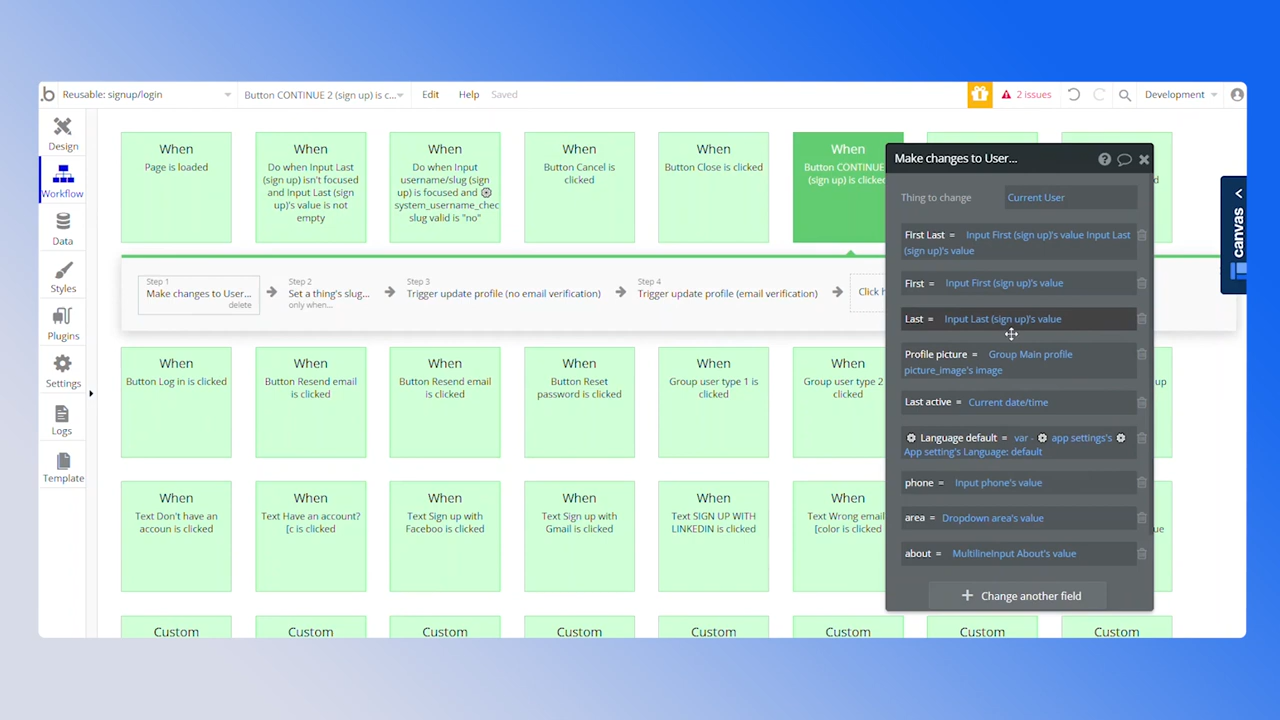 Reusable: signup/login
Button CONTINUE 2 (sign up) is c...
Edit
Help
Saved
2 issues
Development
Design
Workflow
Data
Styles
Plugins
Settings
Logs
Template
When
Page is loaded
When
Do when Input Last
(sign up) isn't focused
and Input Last (sign
up)'s value is not
empty
When
Do when Input
username/slug (sign
up) is focused and
system_username_chec
slug valid is "no"
When
Button Cancel is
clicked
When
Button Close is clicked
When
Button CONTINUE
(sign up) is clicked
Step 1
Make changes to User...
delete
Step 2
Set a thing's slug...
only when...
Step 3
Trigger update profile (no email verification)
Step 4
Trigger update profile (email verification)
Click h
When
Button Log in is clicked
When
Button Resend email
is clicked
When
Button Resend email
is clicked
When
Button Reset
password is clicked
When
Group user type 1 is
clicked
When
Group user type 2
clicked
up
When
Text Don't have an
accoun is clicked
When
Text Have an account?
[c is clicked
When
Text Sign up with
Faceboo is clicked
When
Text Sign up with
Gmail is clicked
When
Text SIGN UP WITH
LINKEDIN is clicked
When
Text Wrong email
[color is clicked
ue
Custom
Custom
Custom
Custom
Custom
Custom
Custom
Custom
Make changes to User...
Thing to change
Current User
First Last = Input First (sign up)'s value Input Last
(sign up)'s value
First = Input First (sign up)'s value
Last = Input Last (sign up)'s value
Profile picture = Group Main profile
picture_image's image
Last active = Current date/time
Language default = var - app settings's
App setting's Language: default
phone = Input phone's value
area = Dropdown area's value
about = MultilineInput About's value
+ Change another field
canvas